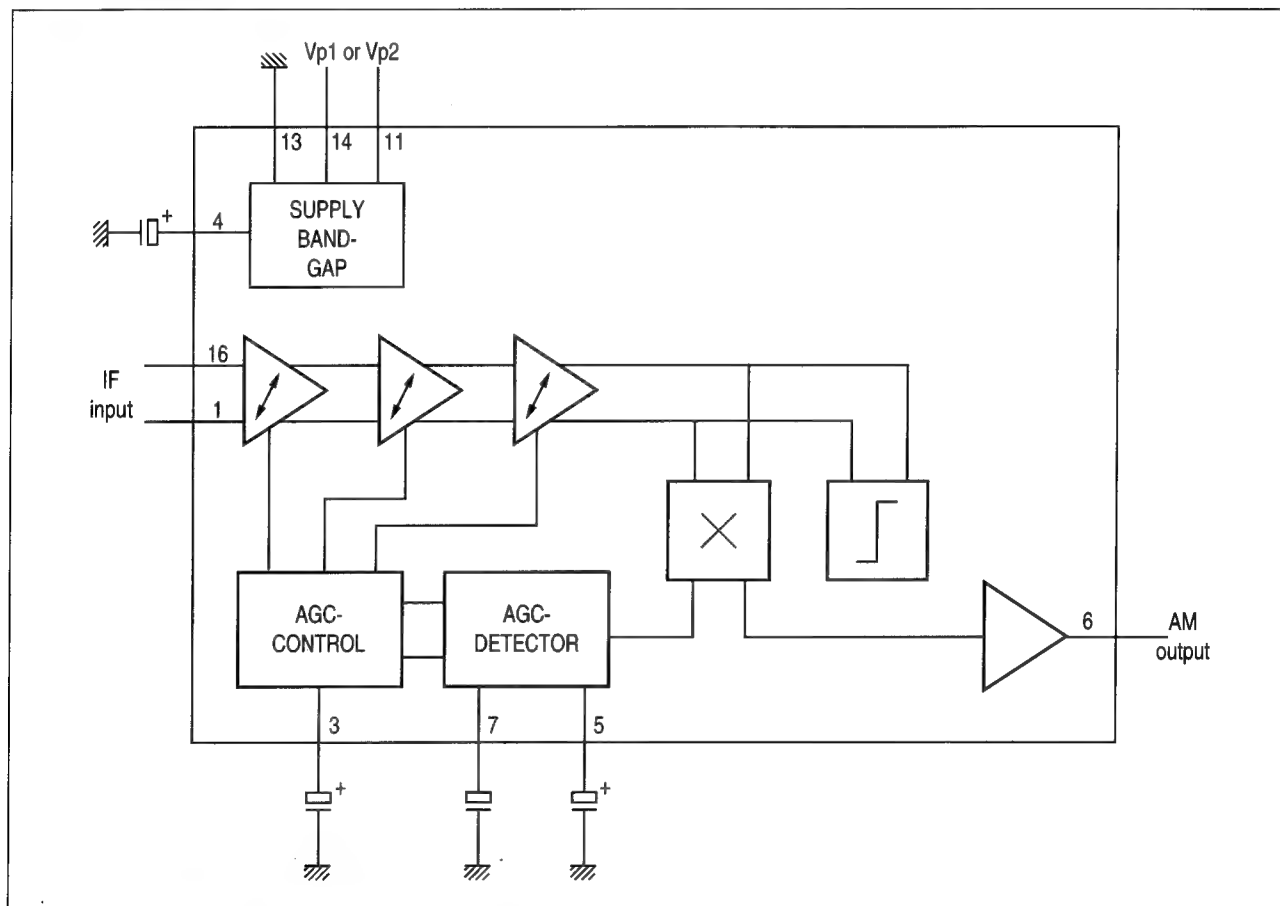 Vp1 or Vp2
13 14 11
4
+
SUPPLY
BAND-
GAP
16
IF
input
1
AGC-
CONTROL
AGC-
DETECTOR
6
AM
output
3 7 5
+ +